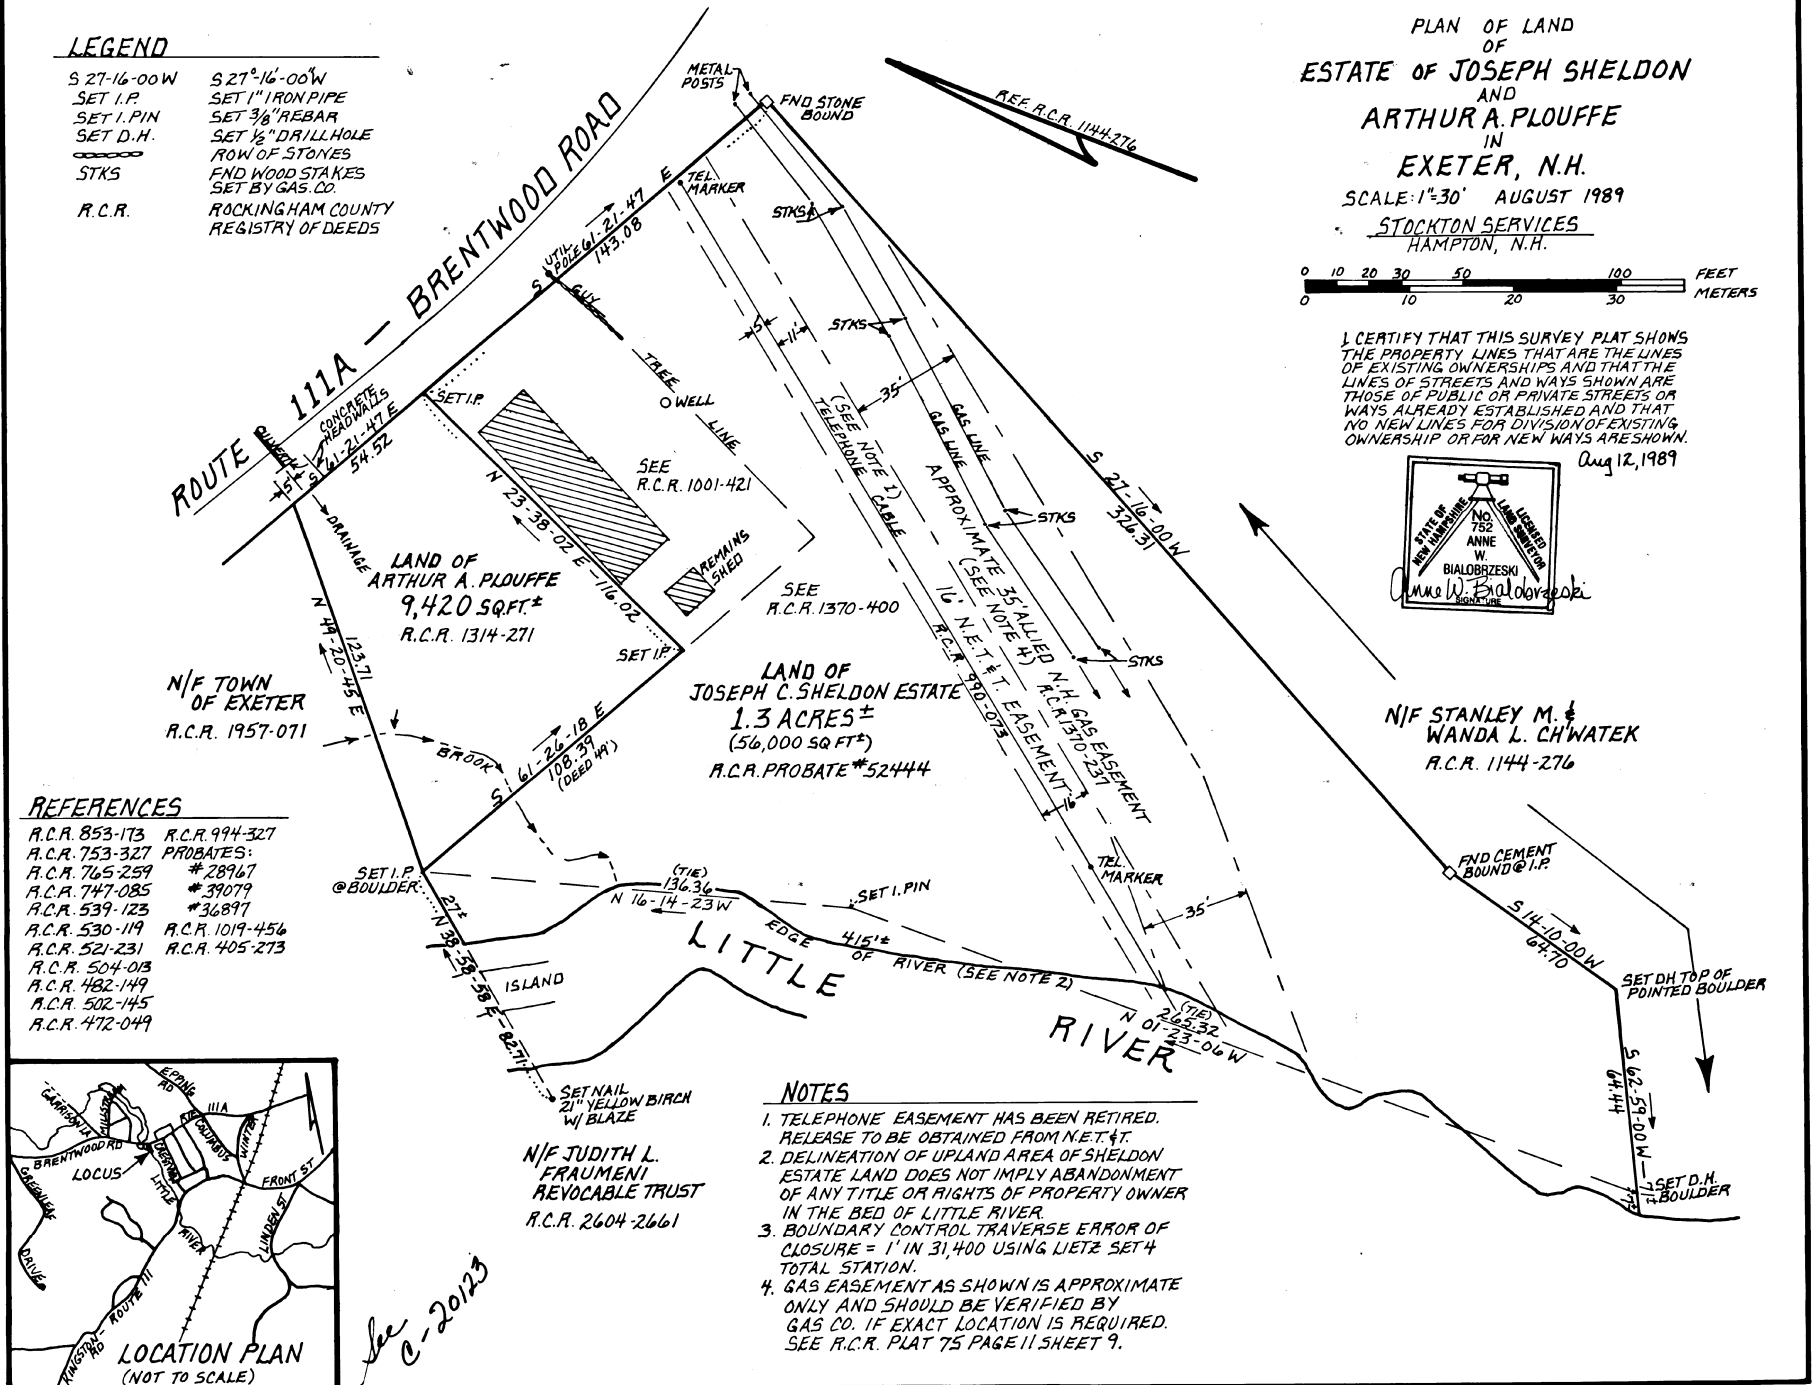 LEGEND
S 27-16-00W S 27°-16'-00"W
SET I.P. SET 1" IRON PIPE
SET I.PIN SET 3/8" REBAR
SET D.H. SET 1/2" DRILLHOLE
ROW OF STONES
STKS FND WOOD STAKES
SET BY GAS. CO.
R.C.R. ROCKINGHAM COUNTY
REGISTRY OF DEEDS
PLAN OF LAND
OF
ESTATE OF JOSEPH SHELDON
AND
ARTHUR A. PLOUFFE
IN
EXETER, N.H.
SCALE: 1"=30' AUGUST 1989
STOCKTON SERVICES
HAMPTON, N.H.
0 10 20 30 50 100 FEET
0 10 20 30 METERS
I CERTIFY THAT THIS SURVEY PLAT SHOWS
THE PROPERTY LINES THAT ARE THE LINES
OF EXISTING OWNERSHIPS AND THAT THE
LINES OF STREETS AND WAYS SHOWN ARE
THOSE OF PUBLIC OR PRIVATE STREETS OR
WAYS ALREADY ESTABLISHED AND THAT
NO NEW LINES FOR DIVISION OF EXISTING
OWNERSHIP OR FOR NEW WAYS ARE SHOWN.
Aug 12, 1989
STATE OF
NEW HAMPSHIRE
LICENSED
LAND SURVEYOR
No.
752
ANNE
W.
BIALOBRZESKI
Anne W. Bialobrzeski
SIGNATURE
REF. R.C.R. 1144-276
METAL
POSTS
FND STONE
BOUND
TEL.
MARKER
STKS
ROUTE 111A — BRENTWOOD ROAD
UTIL
POLE
S 61-21-47 E
143.08
GUY
TREE LINE
WELL
SET I.P.
CONCRETE
HEADWALLS
CULVERT
5'
S 61-21-47 E
54.52
DRAINAGE
STKS
5'
11'
35'
(SEE NOTE 1)
TELEPHONE CABLE
GAS LINE
GAS LINE
SEE
R.C.R. 1001-421
N 23-38-02 E - 116.02
REMAINS
SHED
SEE
R.C.R. 1370-400
LAND OF
ARTHUR A. PLOUFFE
9,420 SQ.FT.±
R.C.R. 1314-271
SET I.P.
S 27-16-00 W
326.31
STKS
STKS
APPROXIMATE 35' ALLIED N.H. GAS EASEMENT
(SEE NOTE 4)
R.C.R 1370-237
16' N.E.T. & T. EASEMENT
R.C.R. 990-073
N 49-20-45 E
123.71
N/F TOWN
OF EXETER
R.C.R. 1957-071
LAND OF
JOSEPH C. SHELDON ESTATE
1.3 ACRES±
(56,000 SQ FT±)
R.C.R. PROBATE #52444
BROOK
S 61-26-18 E
108.39
(DEED 49')
N/F STANLEY M. &
WANDA L. CHWATEK
R.C.R. 1144-276
16'
TEL.
MARKER
35'
FND CEMENT
BOUND @ I.P.
S 14-10-00 W
64.70
SET DH TOP OF
POINTED BOULDER
S 62-59-00 W
64.44
SET D.H.
BOULDER
REFERENCES
R.C.R. 853-173 R.C.R. 994-327
R.C.R. 753-327 PROBATES:
R.C.R. 765-259 #28967
R.C.R. 747-085 #39079
R.C.R. 539-123 #36897
R.C.R. 530-119 R.C.R. 1019-456
R.C.R. 521-231 R.C.R. 405-273
R.C.R. 504-013
R.C.R. 482-149
R.C.R. 502-145
R.C.R. 472-049
SET I.P
@BOULDER
27±
N 38-58-58 E - 82.71
(TIE)
136.36
N 16-14-23W
SET I.PIN
EDGE OF RIVER (SEE NOTE 2)
415'±
LITTLE
RIVER
ISLAND
(TIE)
265.32
N 01-23-06 W
SET NAIL
21" YELLOW BIRCH
W/ BLAZE
N/F JUDITH L.
FRAUMENI
REVOCABLE TRUST
R.C.R. 2604-2661
NOTES
1. TELEPHONE EASEMENT HAS BEEN RETIRED.
RELEASE TO BE OBTAINED FROM N.E.T. & T.
2. DELINEATION OF UPLAND AREA OF SHELDON
ESTATE LAND DOES NOT IMPLY ABANDONMENT
OF ANY TITLE OR RIGHTS OF PROPERTY OWNER
IN THE BED OF LITTLE RIVER.
3. BOUNDARY CONTROL TRAVERSE ERROR OF
CLOSURE = 1' IN 31,400 USING LIETZ SET 4
TOTAL STATION.
4. GAS EASEMENT AS SHOWN IS APPROXIMATE
ONLY AND SHOULD BE VERIFIED BY
GAS CO. IF EXACT LOCATION IS REQUIRED.
SEE R.C.R. PLAT 75 PAGE 11 SHEET 9.
EPPING
RD
GARRISON LA
MILSTR
RTE 111A
COLUMBUS
WINTER
BRENTWOOD RD
LOCUS
LITTLE
RIVER
FRONT ST
LINDEN ST
GREENLEAF
DRIVE
ROUTE 111
KINGSTON
RD
LOCATION PLAN
(NOT TO SCALE)
See
C-20123